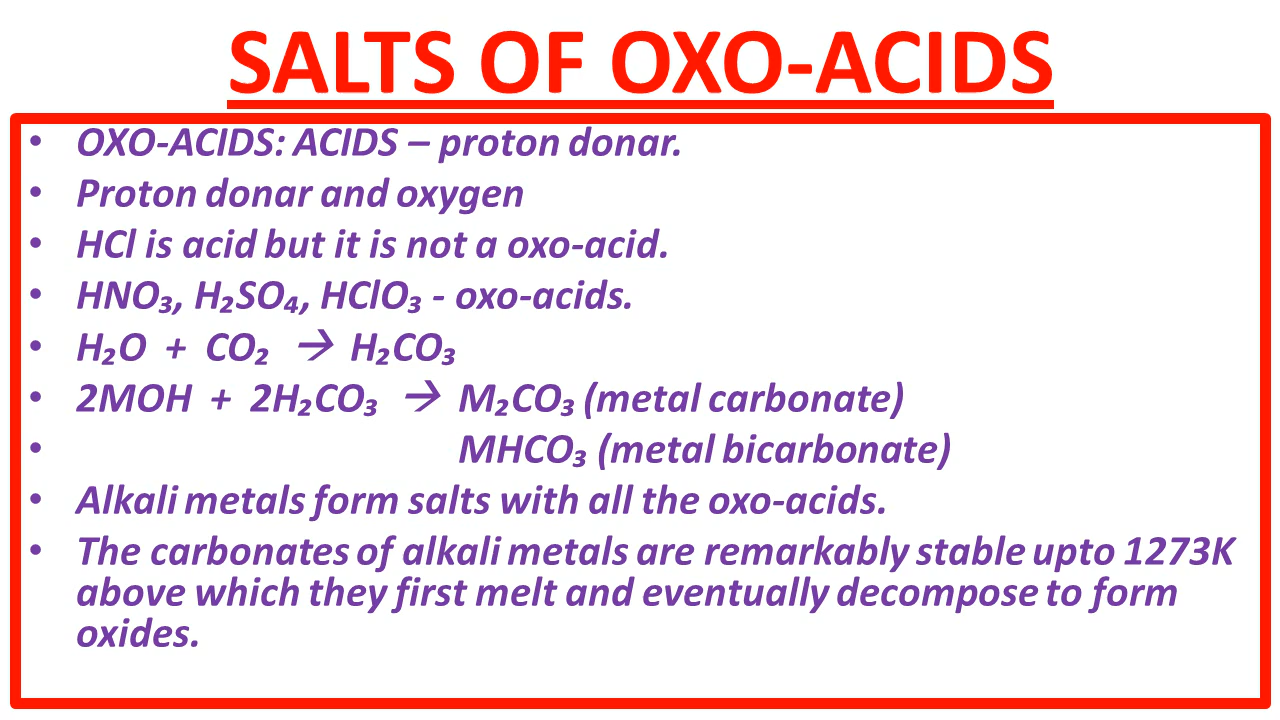 SALTS OF OXO-ACIDS
• OXO-ACIDS: ACIDS – proton donar.
• Proton donar and oxygen
• HCl is acid but it is not a oxo-acid.
• HNO₃, H₂SO₄, HClO₃ - oxo-acids.
• H₂O + CO₂ → H₂CO₃
• 2MOH + 2H₂CO₃ → M₂CO₃ (metal carbonate)
• MHCO₃ (metal bicarbonate)
• Alkali metals form salts with all the oxo-acids.
• The carbonates of alkali metals are remarkably stable upto 1273K
above which they first melt and eventually decompose to form
oxides.